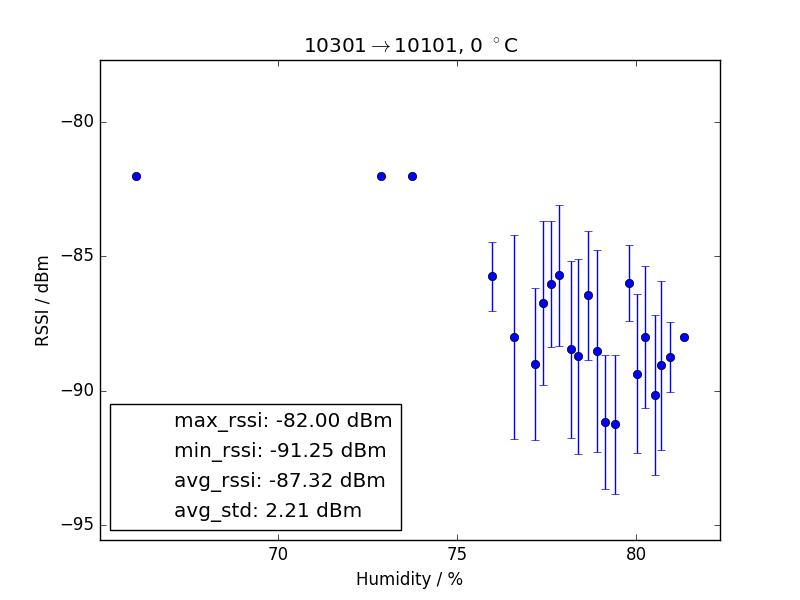 10301→10101, 0 °C
−80
−85
−90
−95
RSSI / dBm
max_rssi: -82.00 dBm
min_rssi: -91.25 dBm
avg_rssi: -87.32 dBm
avg_std: 2.21 dBm
70 75 80
Humidity / %